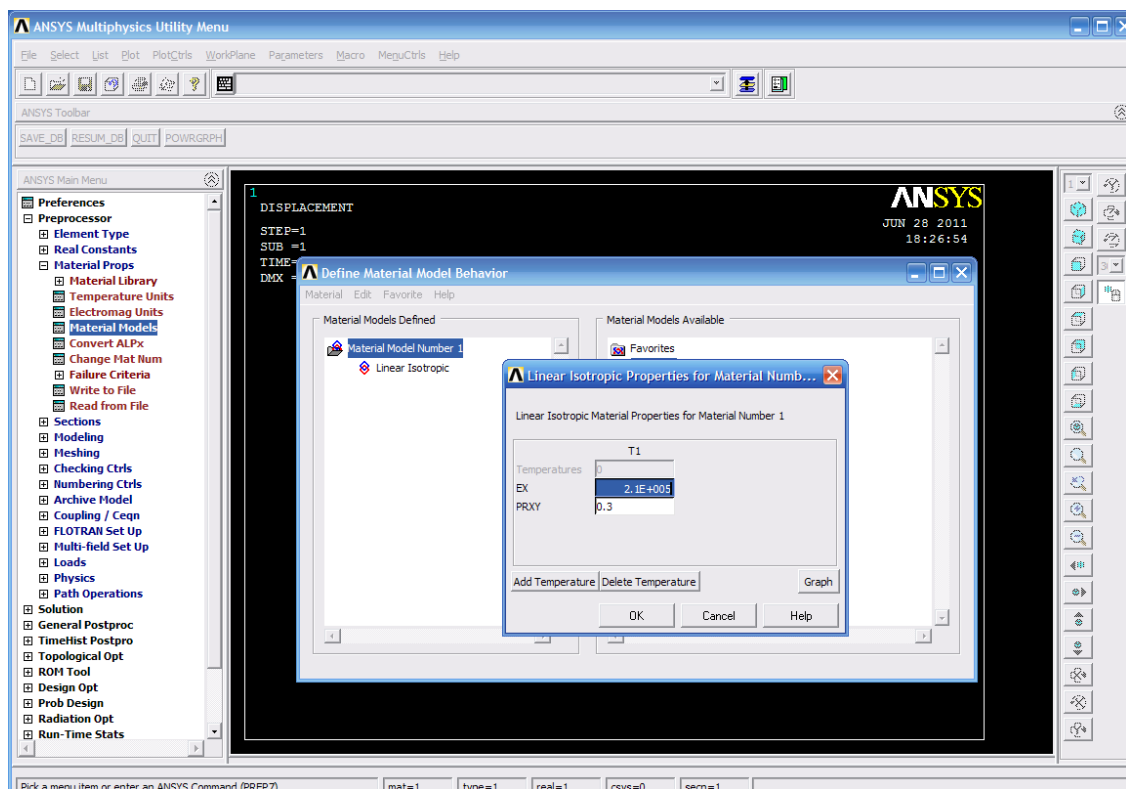 ANSYS Multiphysics Utility Menu
File Select List Plot PlotCtrls WorkPlane Parameters Macro MenuCtrls Help
ANSYS Toolbar
SAVE_DB RESUM_DB QUIT POWRGRPH
ANSYS Main Menu
Preferences
Preprocessor
Element Type
Real Constants
Material Props
Material Library
Temperature Units
Electromag Units
Material Models
Convert ALPx
Change Mat Num
Failure Criteria
Write to File
Read from File
Sections
Modeling
Meshing
Checking Ctrls
Numbering Ctrls
Archive Model
Coupling / Ceqn
FLOTRAN Set Up
Multi-field Set Up
Loads
Physics
Path Operations
Solution
General Postproc
TimeHist Postpro
Topological Opt
ROM Tool
Design Opt
Prob Design
Radiation Opt
Run-Time Stats
1
DISPLACEMENT
STEP=1
SUB =1
TIME=
DMX =
ANSYS
JUN 28 2011
18:26:54
Define Material Model Behavior
Material Edit Favorite Help
Material Models Defined
Material Model Number 1
Linear Isotropic
Material Models Available
Favorites
Linear Isotropic Properties for Material Numb...
Linear Isotropic Material Properties for Material Number 1
T1
Temperatures 0
EX 2.1E+005
PRXY 0.3
Add Temperature Delete Temperature Graph
OK Cancel Help
1
3
Pick a menu item or enter an ANSYS Command (PREP7) mat=1 type=1 real=1 csys=0 secn=1